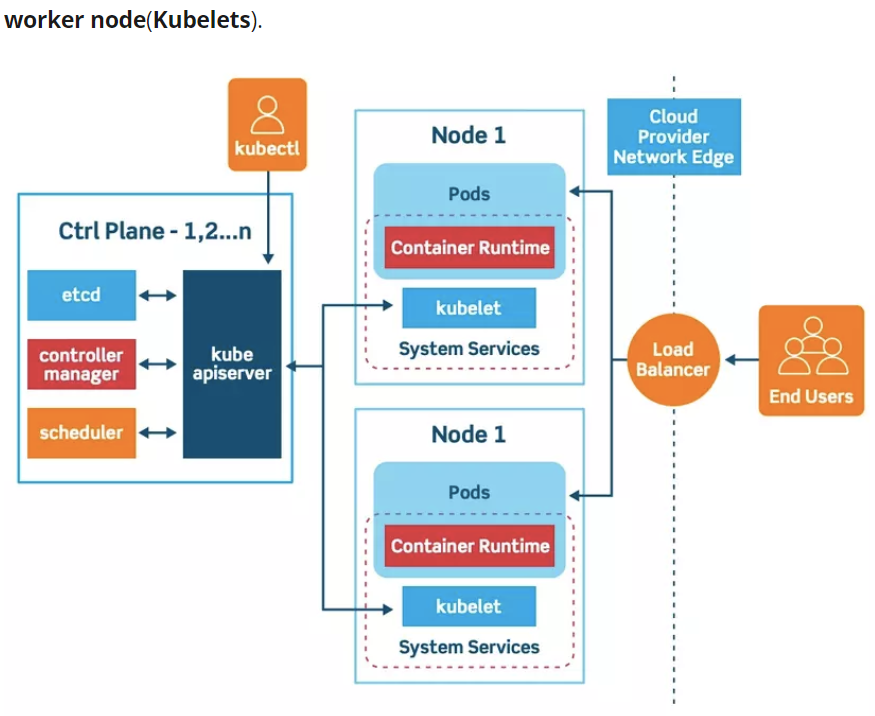 worker node(Kubelets).
kubectl
Ctrl Plane - 1,2...n
etcd
controller
manager
scheduler
kube
apiserver
Node 1
Pods
Container Runtime
kubelet
System Services
Node 1
Pods
Container Runtime
kubelet
System Services
Cloud
Provider
Network Edge
Load
Balancer
End Users